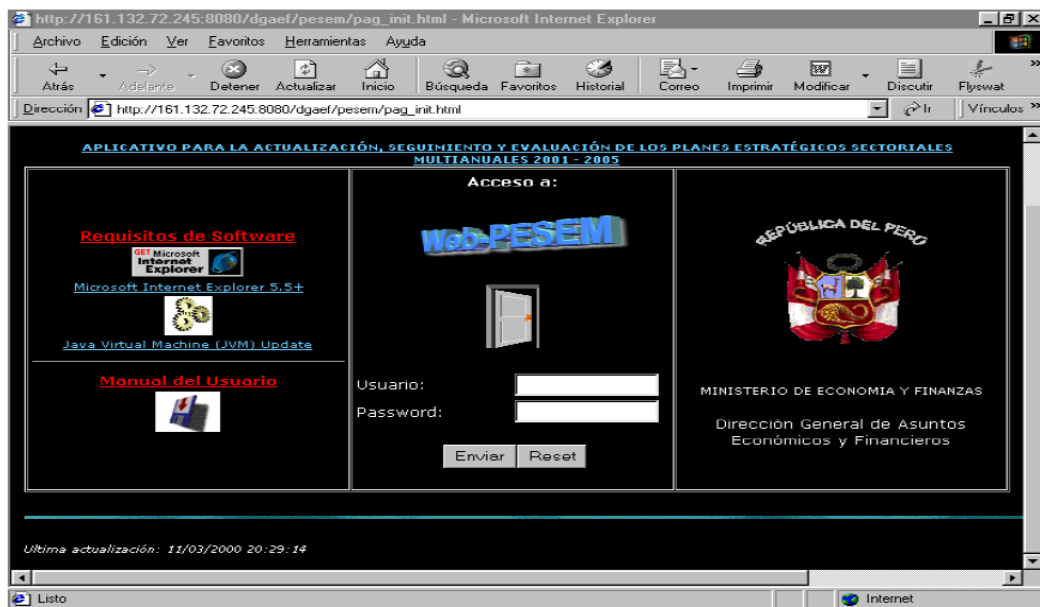 http://161.132.72.245:8080/dgaef/pesem/pag_init.html - Microsoft Internet Explorer
Archivo Edición Ver Favoritos Herramientas Ayuda
Atrás Adelante Detener Actualizar Inicio Búsqueda Favoritos Historial Correo Imprimir Modificar Discutir Flyswat
Dirección http://161.132.72.245:8080/dgaef/pesem/pag_init.html Ir Vínculos
APLICATIVO PARA LA ACTUALIZACIÓN, SEGUIMIENTO Y EVALUACIÓN DE LOS PLANES ESTRATÉGICOS SECTORIALES
MULTIANUALES 2001 - 2005
Requisitos de Software
GET Microsoft
Internet
Explorer
Microsoft Internet Explorer 5.5+
Java Virtual Machine (JVM) Update
Manual del Usuario
Acceso a:
Web-PESEM
Usuario:
Password:
Enviar Reset
REPÚBLICA DEL PERÚ
MINISTERIO DE ECONOMIA Y FINANZAS
Dirección General de Asuntos
Económicos y Financieros
Ultima actualización: 11/03/2000 20:29:14
Listo Internet